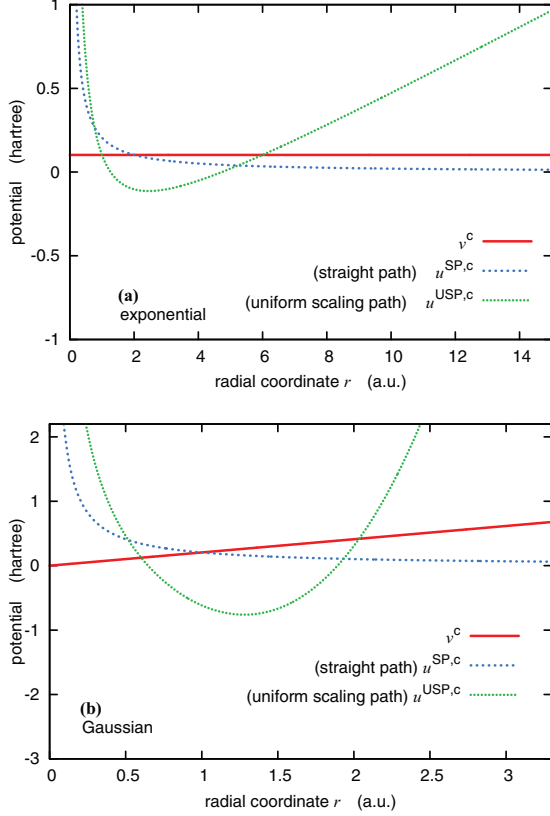 1
0.5
0
-0.5
-1
potential (hartree)
v^c
(straight path) u^SP,c
(uniform scaling path) u^USP,c
(a)
exponential
0 2 4 6 8 10 12 14
radial coordinate r (a.u.)
2
1
0
-1
-2
-3
potential (hartree)
v^c
(straight path) u^SP,c
(uniform scaling path) u^USP,c
(b)
Gaussian
0 0.5 1 1.5 2 2.5 3
radial coordinate r (a.u.)